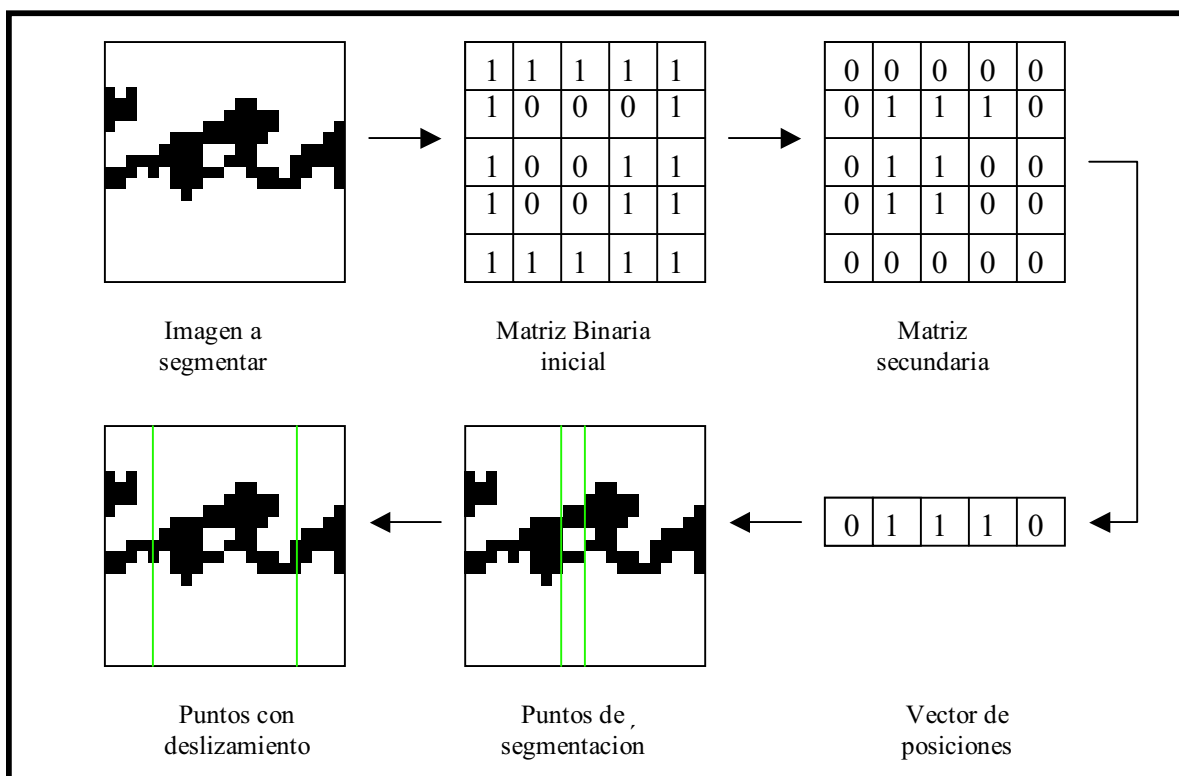 1 1 1 1 1
1 0 0 0 1
1 0 0 1 1
1 0 0 1 1
1 1 1 1 1
0 0 0 0 0
0 1 1 1 0
0 1 1 0 0
0 1 1 0 0
0 0 0 0 0
Imagen a
segmentar
Matriz Binaria
inicial
Matriz
secundaria
0 1 1 1 0
Puntos con
deslizamiento
Puntos de
segmentación
Vector de
posiciones